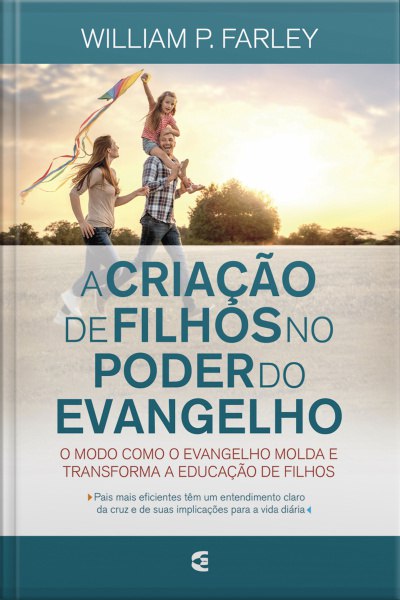 WILLIAM P. FARLEY
A CRIAÇÃO
DE FILHOS NO
PODER DO
EVANGELHO
O MODO COMO O EVANGELHO MOLDA E
TRANSFORMA A EDUCAÇÃO DE FILHOS
Pais mais eficientes têm um entendimento claro
da cruz e de suas implicações para a vida diária